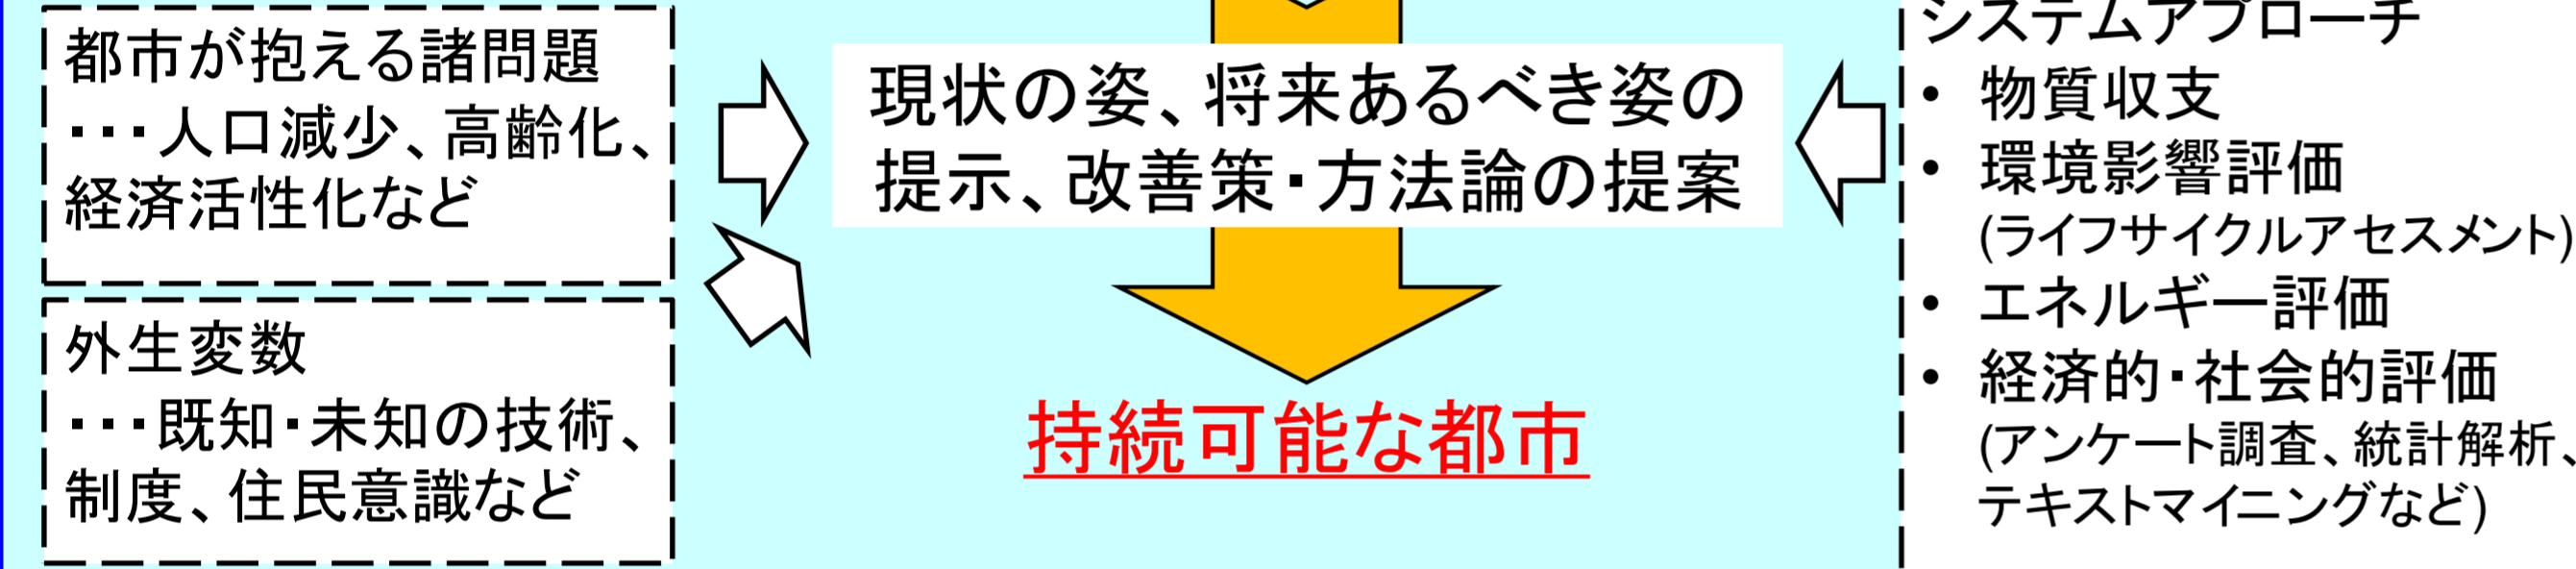 都市が抱える諸問題
・・・人口減少、高齢化、
経済活性化など
外生変数
・・・既知・未知の技術、
制度、住民意識など
現状の姿、将来あるべき姿の
提示、改善策・方法論の提案
持続可能な都市
システムアプローチ
• 物質収支
• 環境影響評価
(ライフサイクルアセスメント)
• エネルギー評価
• 経済的・社会的評価
(アンケート調査、統計解析、
テキストマイニングなど)